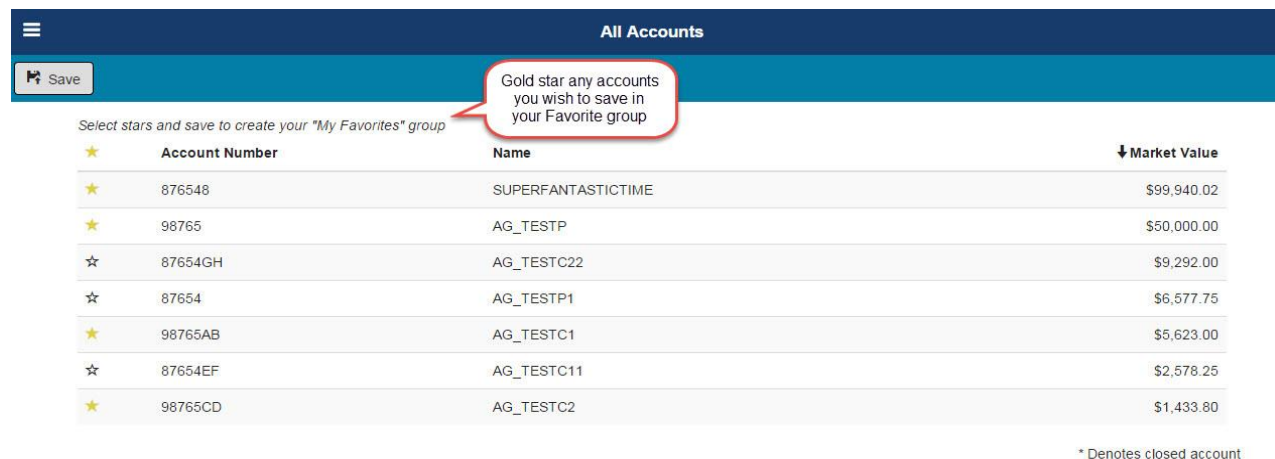 All Accounts
Save
Gold star any accounts
you wish to save in
your Favorite group
Select stars and save to create your "My Favorites" group
Account Number Name Market Value
876548 SUPERFANTASTICTIME $99,940.02
98765 AG_TESTP $50,000.00
87654GH AG_TESTC22 $9,292.00
87654 AG_TESTP1 $6,577.75
98765AB AG_TESTC1 $5,623.00
87654EF AG_TESTC11 $2,578.25
98765CD AG_TESTC2 $1,433.80
* Denotes closed account